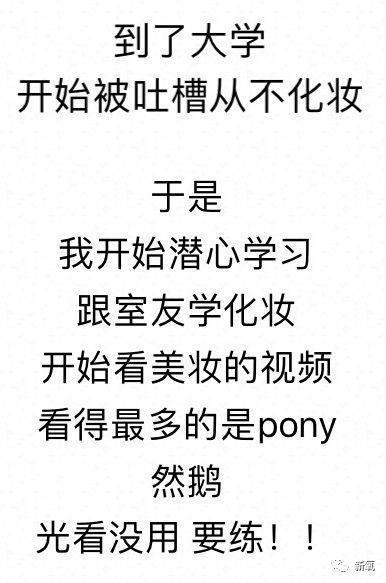 到了大学
开始被吐槽从不化妆
于是
我开始潜心学习
跟室友学化妆
开始看美妆的视频
看得最多的是pony
然鹅
光看没用 要练！！
新氧